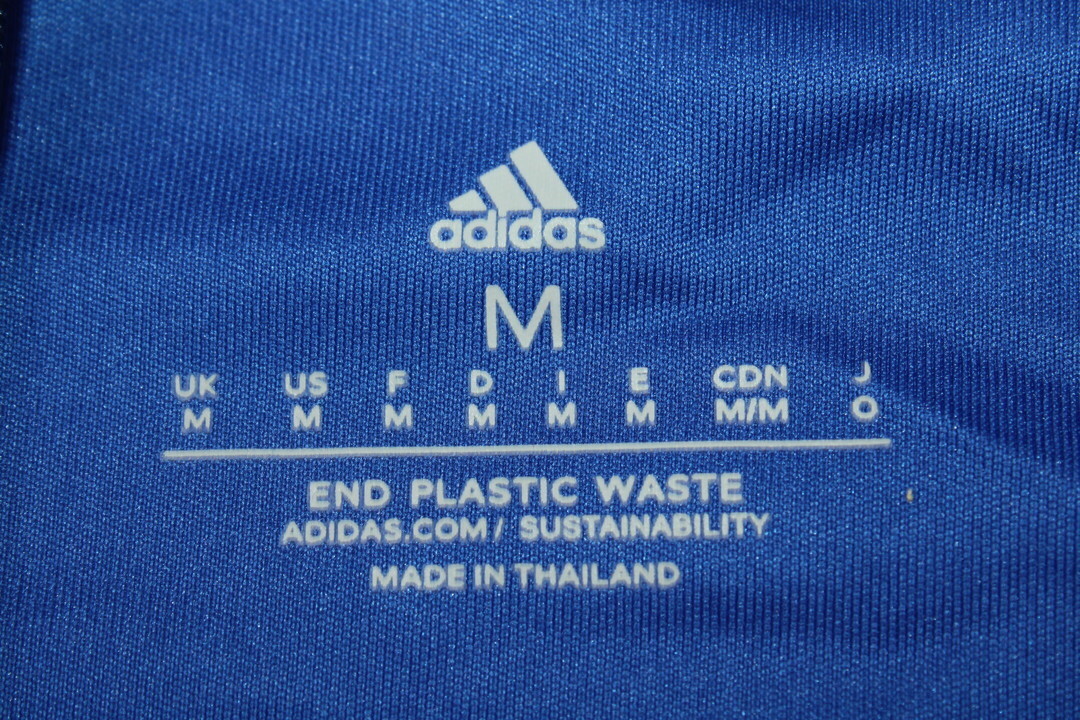 adidas
M
UK US F D I E CDN J
M M M M M M M/M O
END PLASTIC WASTE
ADIDAS.COM/ SUSTAINABILITY
MADE IN THAILAND